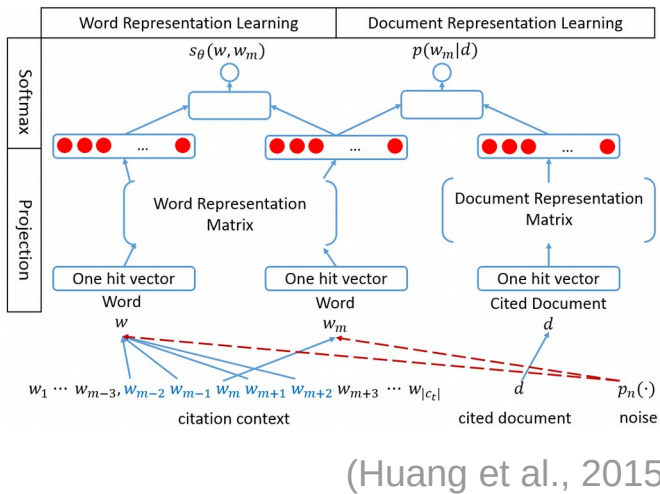 Word Representation Learning Document Representation Learning
Softmax
s_θ(w, w_m) p(w_m|d)
... ... ...
Projection
Word Representation Matrix
Document Representation Matrix
One hit vector One hit vector One hit vector
Word Word Cited Document
w w_m d
w_1 ⋯ w_{m−3}, w_{m−2} w_{m−1} w_m w_{m+1} w_{m+2} w_{m+3} ⋯ w_{|c_t|} d p_n(·)
citation context cited document noise
(Huang et al., 2015